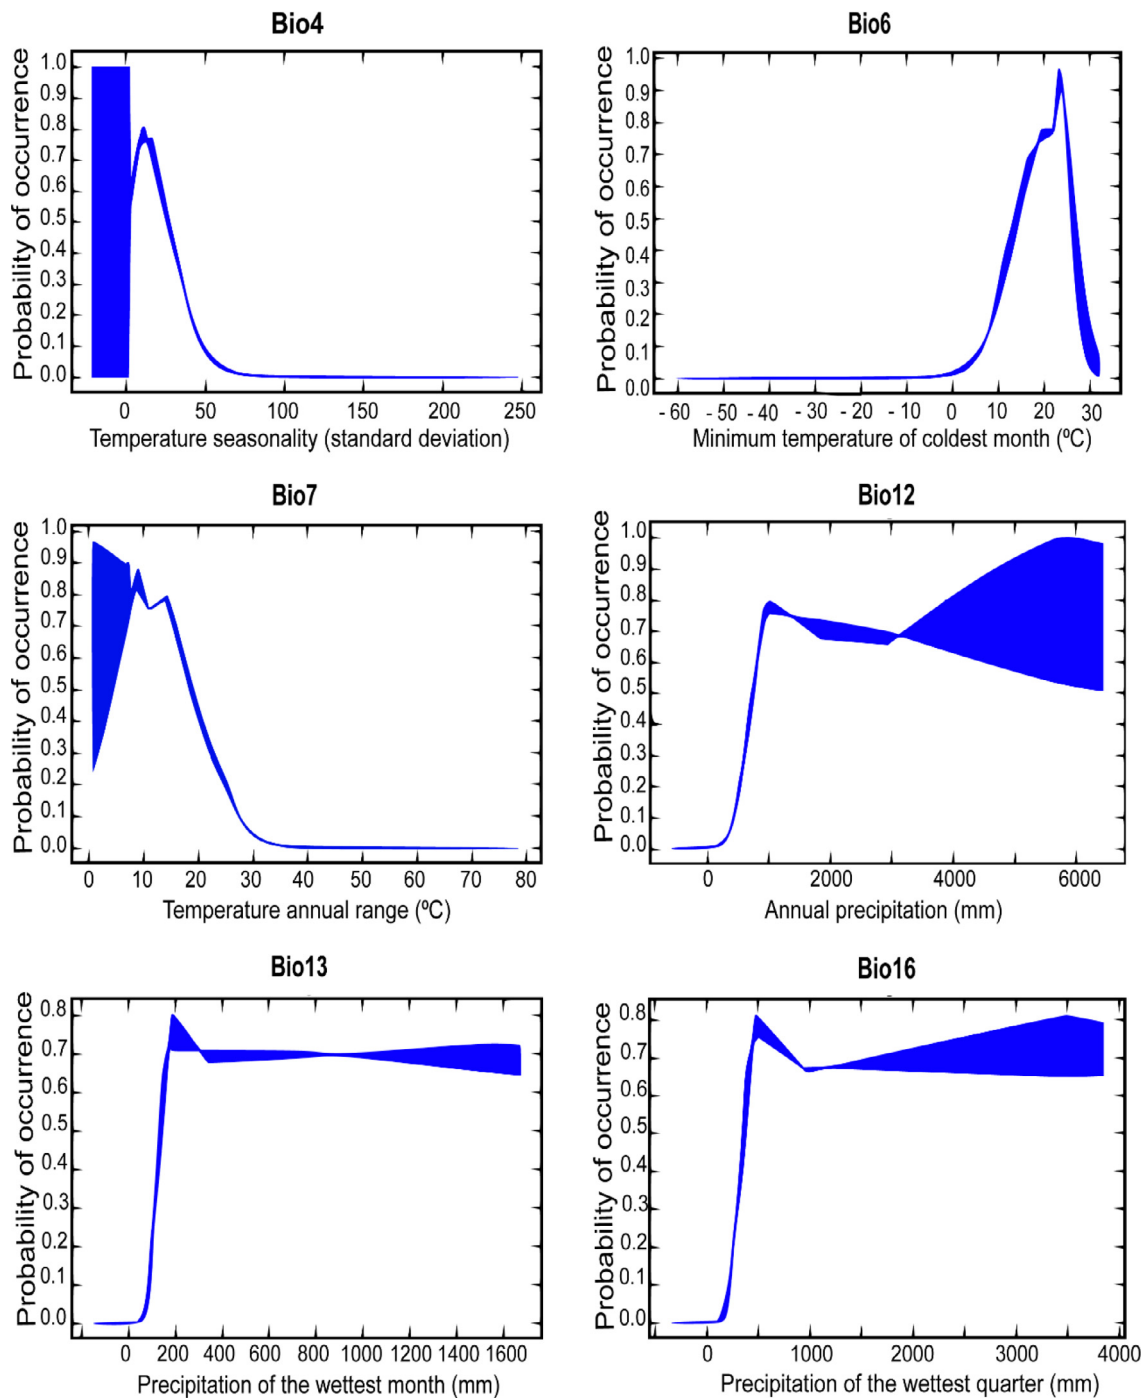 Bio4
Probability of occurrence
1.0
0.9
0.8
0.7
0.6
0.5
0.4
0.3
0.2
0.1
0.0
0 50 100 150 200 250
Temperature seasonality (standard deviation)
Bio6
Probability of occurrence
1.0
0.9
0.8
0.7
0.6
0.5
0.4
0.3
0.2
0.1
0.0
- 60 - 50 - 40 - 30 - 20 - 10 0 10 20 30
Minimum temperature of coldest month (ºC)
Bio7
Probability of occurrence
1.0
0.9
0.8
0.7
0.6
0.5
0.4
0.3
0.2
0.1
0.0
0 10 20 30 40 50 60 70 80
Temperature annual range (ºC)
Bio12
Probability of occurrence
1.0
0.9
0.8
0.7
0.6
0.5
0.4
0.3
0.2
0.1
0.0
0 2000 4000 6000
Annual precipitation (mm)
Bio13
Probability of occurrence
0.8
0.7
0.6
0.5
0.4
0.3
0.2
0.1
0.0
0 200 400 600 800 1000 1200 1400 1600
Precipitation of the wettest month (mm)
Bio16
Probability of occurrence
0.8
0.7
0.6
0.5
0.4
0.3
0.2
0.1
0.0
0 1000 2000 3000 4000
Precipitation of the wettest quarter (mm)